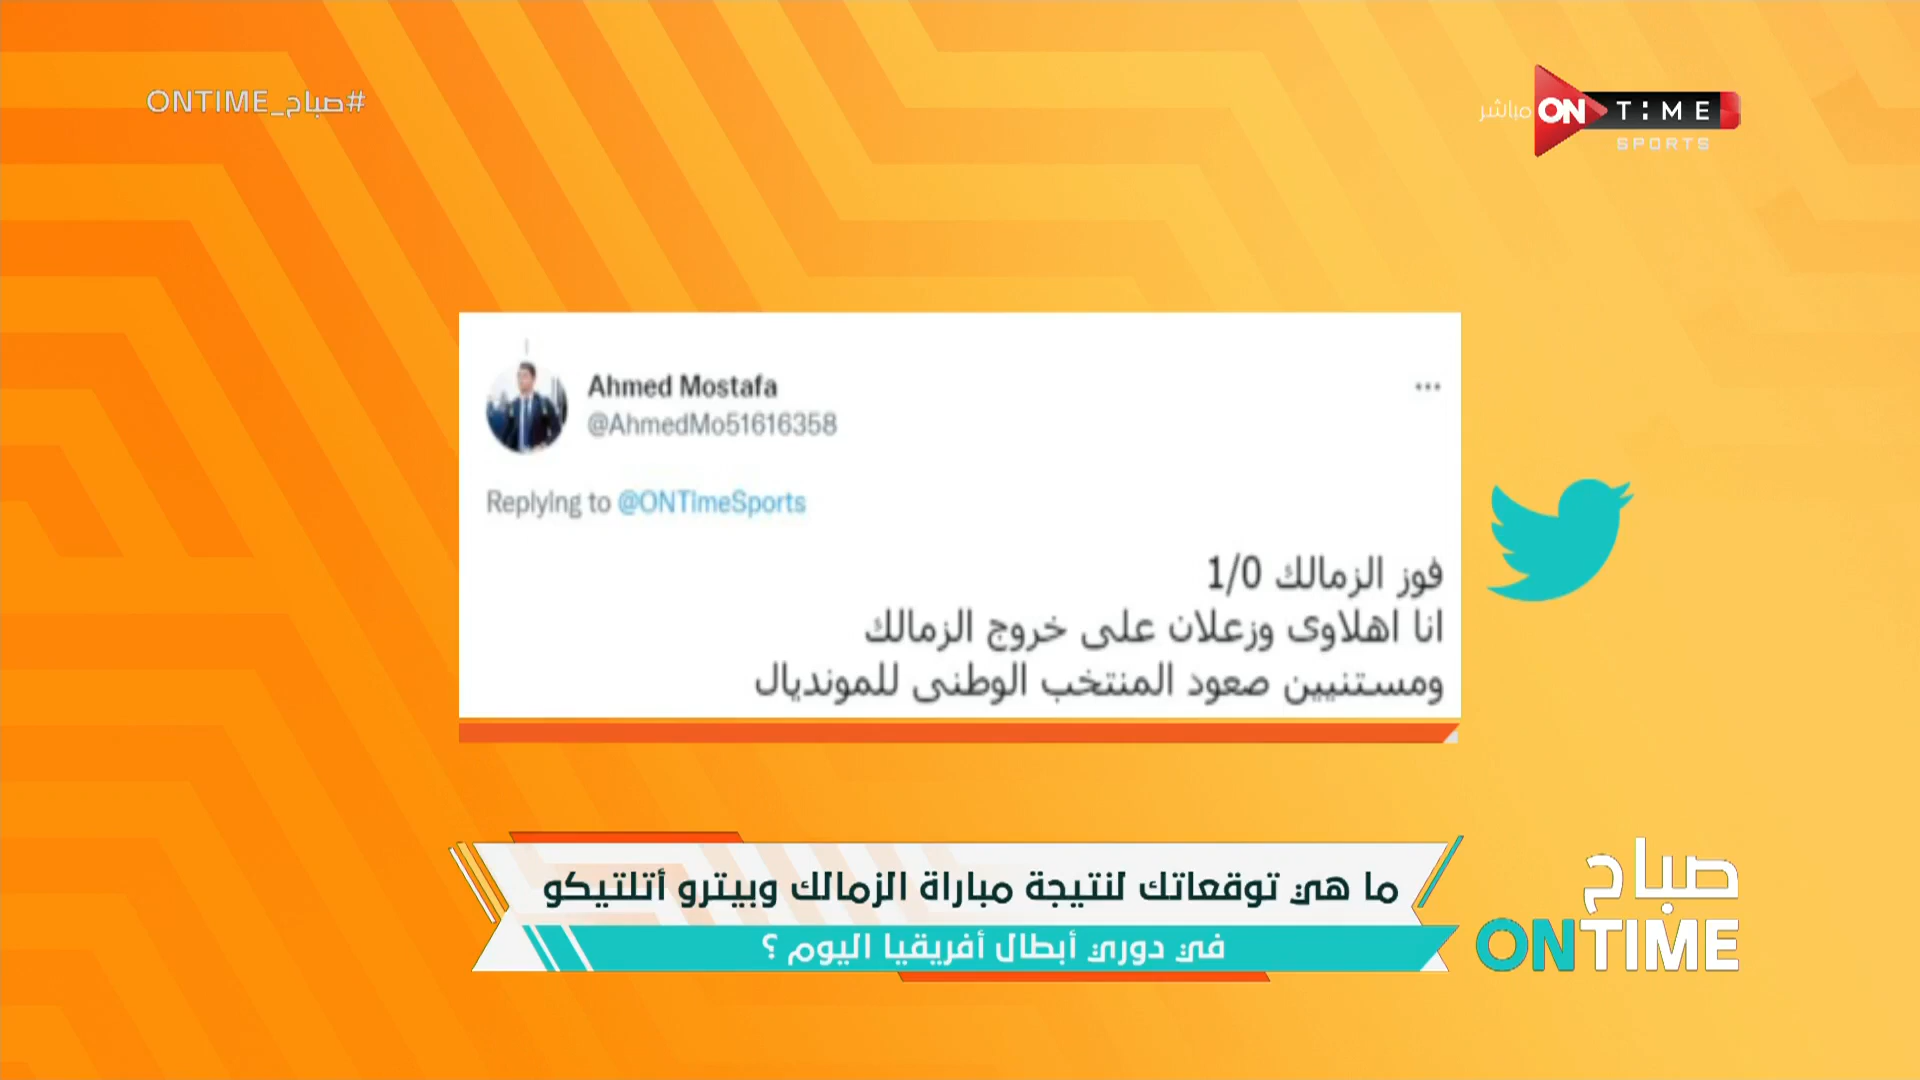 #صباح_ONTIME
مباشر ON TIME
SPORTS
Ahmed Mostafa
@AhmedMo51616358
Replying to @ONTimeSports
فوز الزمالك 1/0
انا اهلاوى وزعلان على خروج الزمالك
ومستنيين صعود المنتخب الوطنى للمونديال
ما هي توقعاتك لنتيجة مباراة الزمالك وبيترو أتلتيكو
في دوري أبطال أفريقيا اليوم ؟
صباح
ONTIME